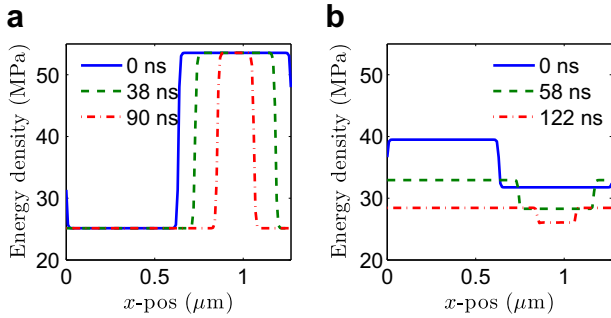 a
Energy density (MPa)
50
40
30
20
0 ns
38 ns
90 ns
0
0.5
1
x-pos (μm)
b
Energy density (MPa)
50
40
30
20
0 ns
58 ns
122 ns
0
0.5
1
x-pos (μm)